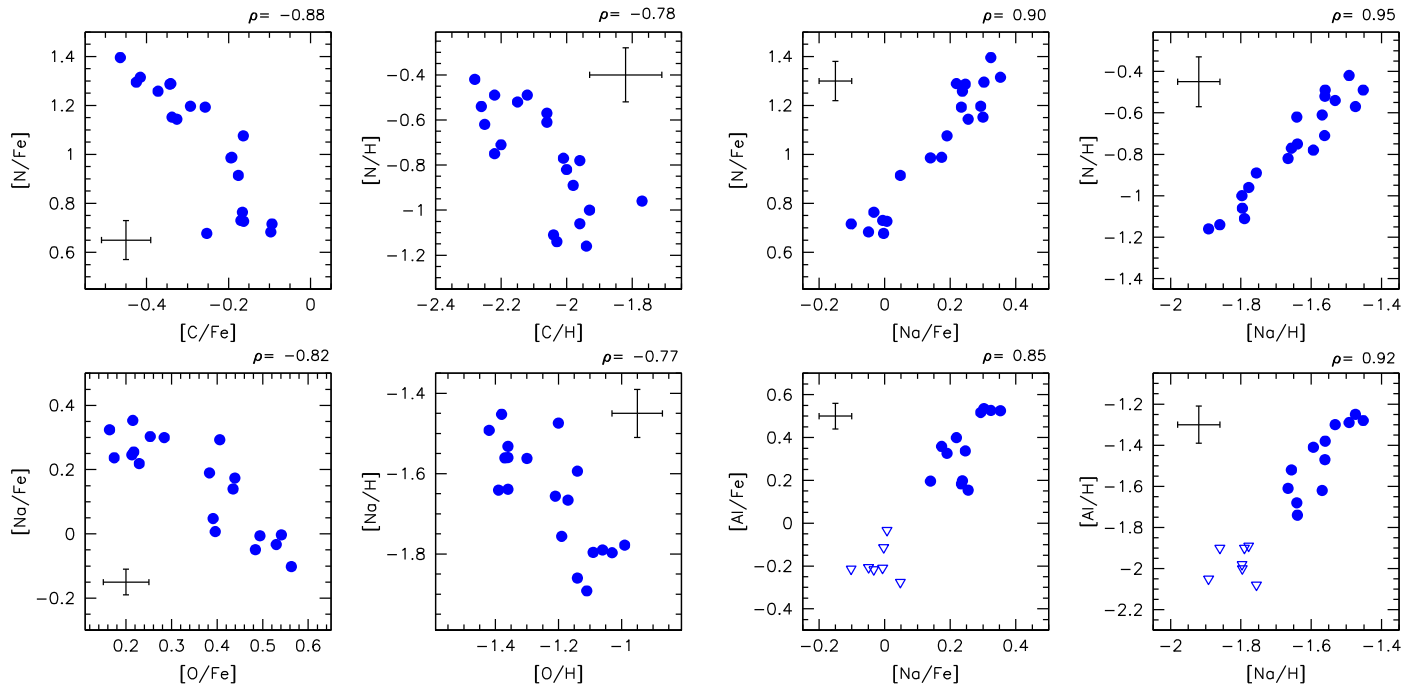 ρ= −0.88
ρ= −0.78
ρ= 0.90
ρ= 0.95
[N/Fe]
1.4
1.2
1
0.8
0.6
−0.4 −0.2 0
[C/Fe]
[N/H]
−0.4
−0.6
−0.8
−1
−1.2
−2.4 −2.2 −2 −1.8
[C/H]
[N/Fe]
1.4
1.2
1
0.8
0.6
−0.2 0 0.2 0.4
[Na/Fe]
[N/H]
−0.4
−0.6
−0.8
−1
−1.2
−1.4
−2 −1.8 −1.6 −1.4
[Na/H]
ρ= −0.82
ρ= −0.77
ρ= 0.85
ρ= 0.92
[Na/Fe]
0.4
0.2
0
−0.2
0.2 0.3 0.4 0.5 0.6
[O/Fe]
[Na/H]
−1.4
−1.6
−1.8
−1.4 −1.2 −1
[O/H]
[Al/Fe]
0.6
0.4
0.2
0
−0.2
−0.4
−0.2 0 0.2 0.4
[Na/Fe]
[Al/H]
−1.2
−1.4
−1.6
−1.8
−2
−2.2
−2 −1.8 −1.6 −1.4
[Na/H]